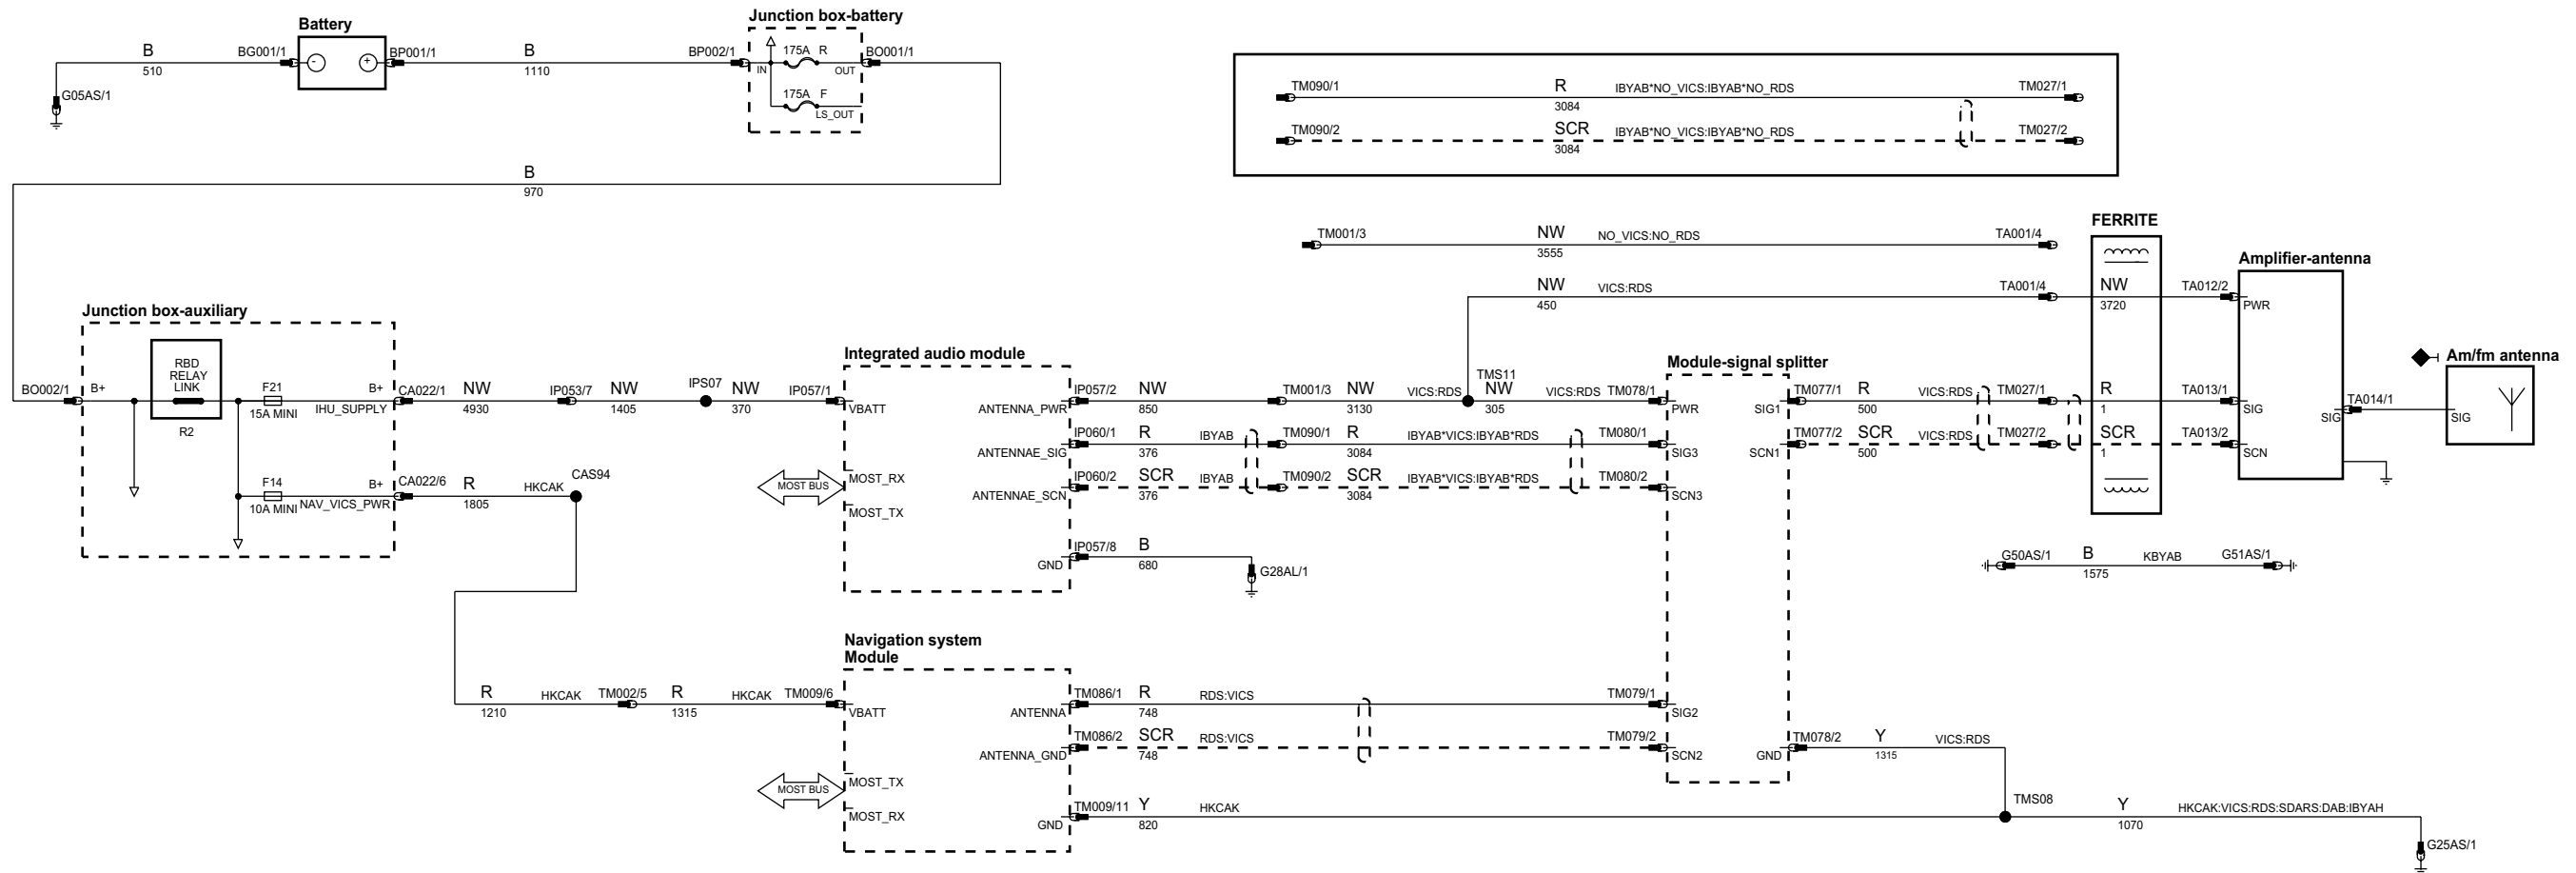 Battery
Junction box-battery
B
510
BG001/1
-
+
BP001/1
B
1110
BP002/1
IN
175A R
OUT
BO001/1
175A F
LS_OUT
G05AS/1
B
970
TM090/1
R
IBYAB*NO_VICS:IBYAB*NO_RDS
3084
TM027/1
TM090/2
SCR
IBYAB*NO_VICS:IBYAB*NO_RDS
3084
TM027/2
TM001/3
NW
NO_VICS:NO_RDS
3555
TA001/4
FERRITE
NW
VICS:RDS
450
TA001/4
NW
3720
TA012/2
Amplifier-antenna
PWR
Junction box-auxiliary
BO002/1
B+
RBD
RELAY
LINK
R2
F21
15A MINI
B+
IHU_SUPPLY
CA022/1
NW
4930
IP053/7
NW
1405
IPS07
NW
370
IP057/1
F14
10A MINI
B+
NAV_VICS_PWR
CA022/6
R
1805
HKCAK
CAS94
Integrated audio module
VBATT
MOST BUS
MOST_RX
MOST_TX
ANTENNA_PWR
IP057/2
NW
850
TM001/3
NW
3130
VICS:RDS
TMS11
NW
305
VICS:RDS
TM078/1
ANTENNAE_SIG
IP060/1
R
376
IBYAB
TM090/1
R
3084
IBYAB*VICS:IBYAB*RDS
TM080/1
ANTENNAE_SCN
IP060/2
SCR
376
IBYAB
TM090/2
SCR
3084
IBYAB*VICS:IBYAB*RDS
TM080/2
GND
IP057/8
B
680
G28AL/1
Module-signal splitter
PWR
SIG3
SCN3
SIG1
TM077/1
R
500
VICS:RDS
TM027/1
R
1
TA013/1
SIG
SCN1
TM077/2
SCR
500
VICS:RDS
TM027/2
SCR
1
TA013/2
SCN
SIG
TA014/1
Am/fm antenna
SIG
G50AS/1
B
1575
KBYAB
G51AS/1
R
1210
HKCAK
TM002/5
R
1315
HKCAK
TM009/6
Navigation system
Module
VBATT
MOST BUS
MOST_TX
MOST_RX
ANTENNA
TM086/1
R
748
RDS:VICS
TM079/1
SIG2
ANTENNA_GND
TM086/2
SCR
748
RDS:VICS
TM079/2
SCN2
GND
TM078/2
Y
1315
VICS:RDS
GND
TM009/11
Y
820
HKCAK
TMS08
Y
1070
HKCAK:VICS:RDS:SDARS:DAB:IBYAH
G25AS/1